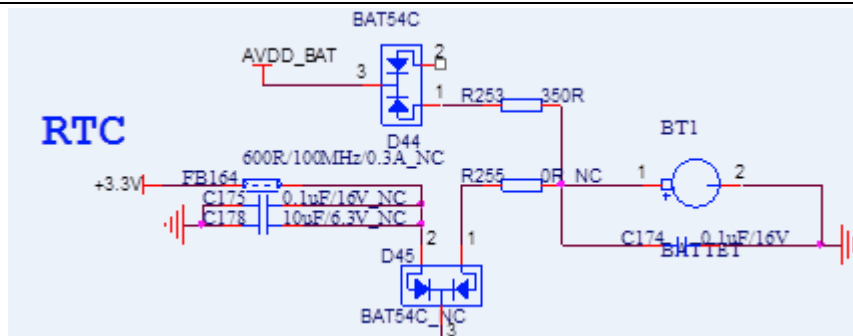 BAT54C
AVDD_BAT
2
3
1
R253
350R
D44
RTC
BT1
600R/100MHz/0.3A_NC
+3.3V
FB164
R255
0R_NC
1
2
+
C175
0.1uF/16V_NC
C178
10uF/6.3V_NC
2
1
C174
0.1uF/16V
BATTET
D45
BAT54C_NC
3